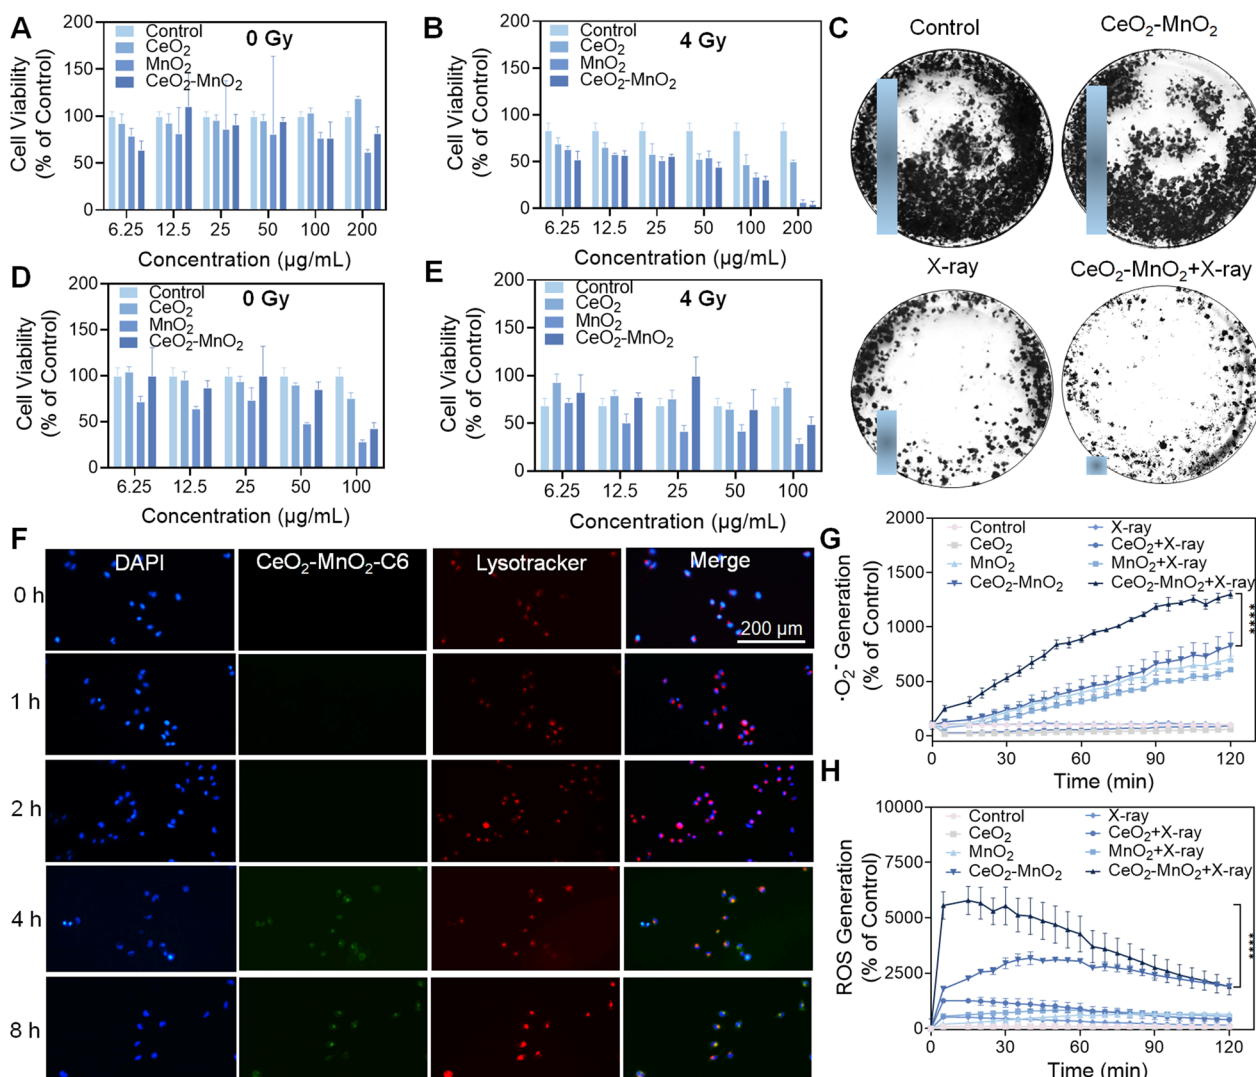 A
200
150
100
50
0
Cell Viability
(% of Control)
Control
CeO2
MnO2
CeO2-MnO2
0 Gy
6.25 12.5 25 50 100 200
Concentration (µg/mL)
B
200
150
100
50
0
Cell Viability
(% of Control)
Control
CeO2
MnO2
CeO2-MnO2
4 Gy
6.25 12.5 25 50 100 200
Concentration (µg/mL)
C
Control
CeO2-MnO2
X-ray
CeO2-MnO2+X-ray
D
200
150
100
50
0
Cell Viability
(% of Control)
Control
CeO2
MnO2
CeO2-MnO2
0 Gy
6.25 12.5 25 50 100
Concentration (µg/mL)
E
200
150
100
50
0
Cell Viability
(% of Control)
Control
CeO2
MnO2
CeO2-MnO2
4 Gy
6.25 12.5 25 50 100
Concentration (µg/mL)
F
DAPI
CeO2-MnO2-C6
Lysotracker
Merge
0 h
200 µm
1 h
2 h
4 h
8 h
G
2000
1500
1000
500
0
·O2- Generation
(% of Control)
Control
CeO2
MnO2
CeO2-MnO2
X-ray
CeO2+X-ray
MnO2+X-ray
CeO2-MnO2+X-ray
****
0 30 60 90 120
Time (min)
H
10000
7500
5000
2500
0
ROS Generation
(% of Control)
Control
CeO2
MnO2
CeO2-MnO2
X-ray
CeO2+X-ray
MnO2+X-ray
CeO2-MnO2+X-ray
****
0 30 60 90 120
Time (min)